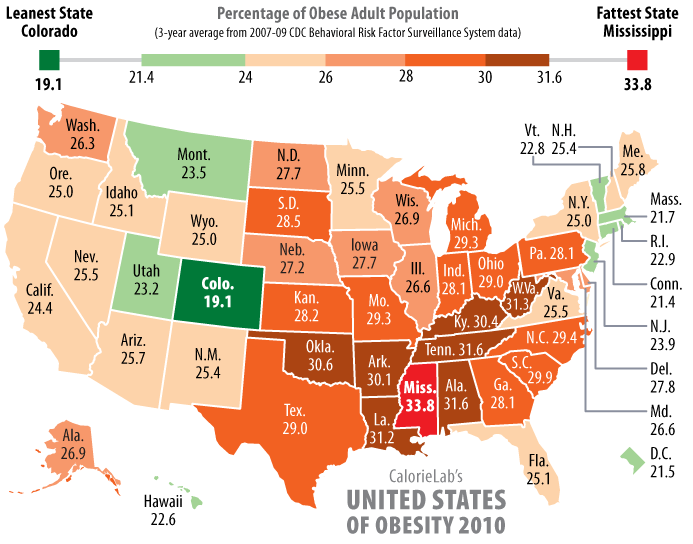 Leanest State
Colorado
19.1
Percentage of Obese Adult Population
(3-year average from 2007-09 CDC Behavioral Risk Factor Surveillance System data)
Fattest State
Mississippi
33.8
21.4
24
26
28
30
31.6
Wash.
26.3
Ore.
25.0
Idaho
25.1
Mont.
23.5
N.D.
27.7
Minn.
25.5
Wis.
26.9
Mich.
29.3
Vt.
22.8
N.H.
25.4
Me.
25.8
N.Y.
25.0
Mass.
21.7
R.I.
22.9
Conn.
21.4
N.J.
23.9
Del.
27.8
Md.
26.6
D.C.
21.5
S.D.
28.5
Wyo.
25.0
Neb.
27.2
Iowa
27.7
Ill.
26.6
Ind.
28.1
Ohio
29.0
Pa. 28.1
Nev.
25.5
Utah
23.2
Colo.
19.1
Kan.
28.2
Mo.
29.3
Ky. 30.4
W.Va.
31.3
Va.
25.5
Calif.
24.4
Ariz.
25.7
N.M.
25.4
Okla.
30.6
Ark.
30.1
Tenn. 31.6
N.C. 29.4
S.C.
29.9
Tex.
29.0
La.
31.2
Miss.
33.8
Ala.
31.6
Ga.
28.1
Fla.
25.1
Ala.
26.9
Hawaii
22.6
CalorieLab's
UNITED STATES
OF OBESITY 2010